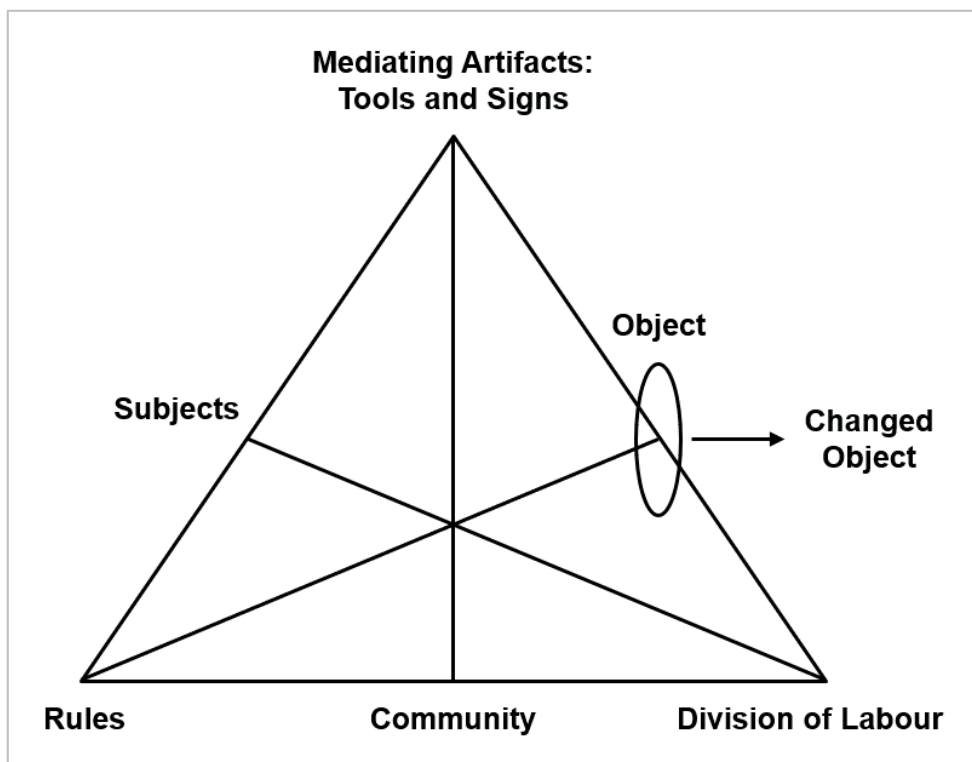 Mediating Artifacts:
Tools and Signs
Object
Subjects
Changed
Object
Rules
Community
Division of Labour